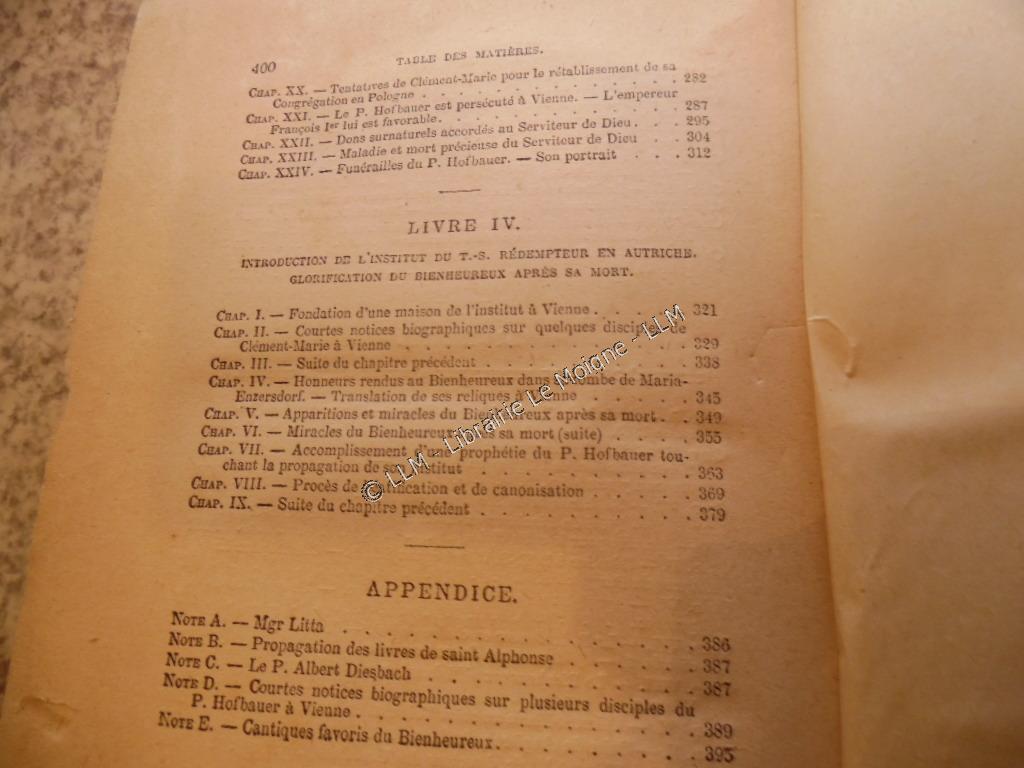 400 TABLE DES MATIÈRES.
CHAP. XX. — Tentatives de Clément-Marie pour le rétablissement de sa
Congrégation en Pologne . . . . . . . . . . . 282
CHAP. XXI. — Le P. Hofbauer est persécuté à Vienne. — L'empereur
François Ier lui est favorable. . . . . . . . . . . 287
CHAP. XXII. — Dons surnaturels accordés au Serviteur de Dieu. . . 295
CHAP. XXIII. — Maladie et mort précieuse du Serviteur de Dieu . . 304
CHAP. XXIV. — Funérailles du P. Hofbauer. — Son portrait . . . 312
LIVRE IV.
INTRODUCTION DE L'INSTITUT DU T.-S. RÉDEMPTEUR EN AUTRICHE.
GLORIFICATION DU BIENHEUREUX APRÈS SA MORT.
CHAP. I. — Fondation d'une maison de l'institut à Vienne . . . . . 321
CHAP. II. — Courtes notices biographiques sur quelques disciples de
Clément-Marie à Vienne . . . . . . . . . . . 329
CHAP. III. — Suite du chapitre précédent . . . . . . . . . 338
CHAP. IV. — Honneurs rendus au Bienheureux dans sa tombe de Maria-
Enzersdorf. — Translation de ses reliques à Vienne . . . . . 345
CHAP. V. — Apparitions et miracles du Bienheureux après sa mort. . 349
CHAP. VI. — Miracles du Bienheureux après sa mort (suite) . . . . 355
CHAP. VII. — Accomplissement d'une prophétie du P. Hofbauer tou-
chant la propagation de son institut . . . . . . . . 363
CHAP. VIII. — Procès de béatification et de canonisation . . . . . 369
CHAP. IX. — Suite du chapitre précédent . . . . . . . . . 379
APPENDICE.
NOTE A. — Mgr Litta . . . . . . . . . . . . 386
NOTE B. — Propagation des livres de saint Alphonse . . . . . 387
NOTE C. — Le P. Albert Diesbach . . . . . . . . . 387
NOTE D. — Courtes notices biographiques sur plusieurs disciples du
P. Hofbauer à Vienne . . . . . . . . . . . 389
NOTE E. — Cantiques favoris du Bienheureux. . . . . . . 395
© LLM - Librairie Le Moigne - LLM ©